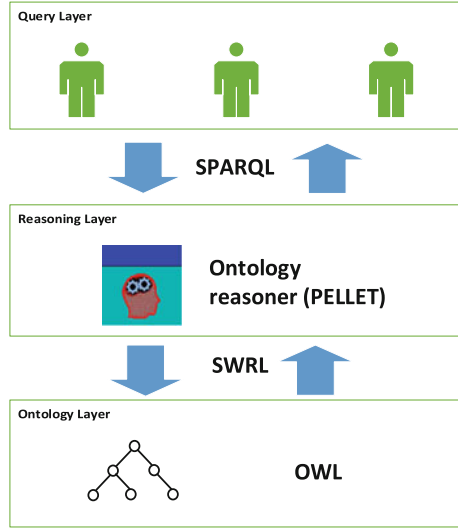 Query Layer
SPARQL
Reasoning Layer
Ontology
reasoner (PELLET)
SWRL
Ontology Layer
OWL